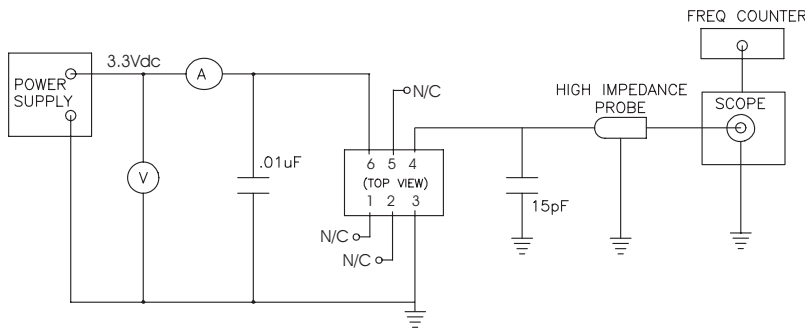 FREQ COUNTER
3.3Vdc
A
POWER
SUPPLY
N/C
HIGH IMPEDANCE
PROBE
SCOPE
V
.01uF
6 5 4
(TOP VIEW)
1 2 3
15pF
N/C
N/C